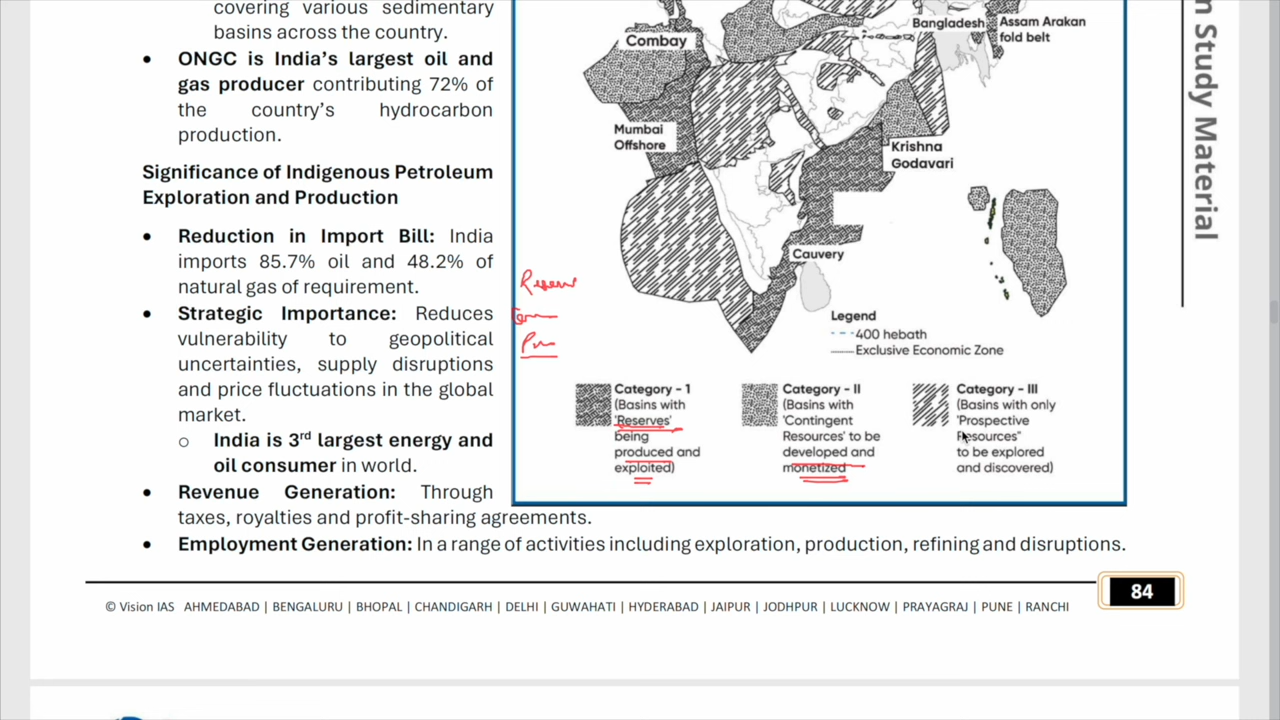 covering various sedimentary
basins across the country.
• ONGC is India's largest oil and
gas producer contributing 72% of
the country's hydrocarbon
production.
Significance of Indigenous Petroleum
Exploration and Production
• Reduction in Import Bill: India
imports 85.7% oil and 48.2% of
natural gas of requirement.
• Strategic Importance: Reduces
vulnerability to geopolitical
uncertainties, supply disruptions
and price fluctuations in the global
market.
o India is 3rd largest energy and
oil consumer in world.
• Revenue Generation: Through
taxes, royalties and profit-sharing agreements.
• Employment Generation: In a range of activities including exploration, production, refining and disruptions.
Combay
Bangladesh
Assam Arakan
fold belt
Mumbai
Offshore
Krishna
Godavari
Cauvery
Legend
400 hebath
Exclusive Economic Zone
Category - 1
(Basins with
'Reserves'
being
produced and
exploited)
Category - II
(Basins with
'Contingent
Resources' to be
developed and
monetized
Category - III
(Basins with only
'Prospective
Resources"
to be explored
and discovered)
n Study Material
© Vision IAS AHMEDABAD | BENGALURU | BHOPAL | CHANDIGARH | DELHI | GUWAHATI | HYDERABAD | JAIPUR | JODHPUR | LUCKNOW | PRAYAGRAJ | PUNE | RANCHI
84